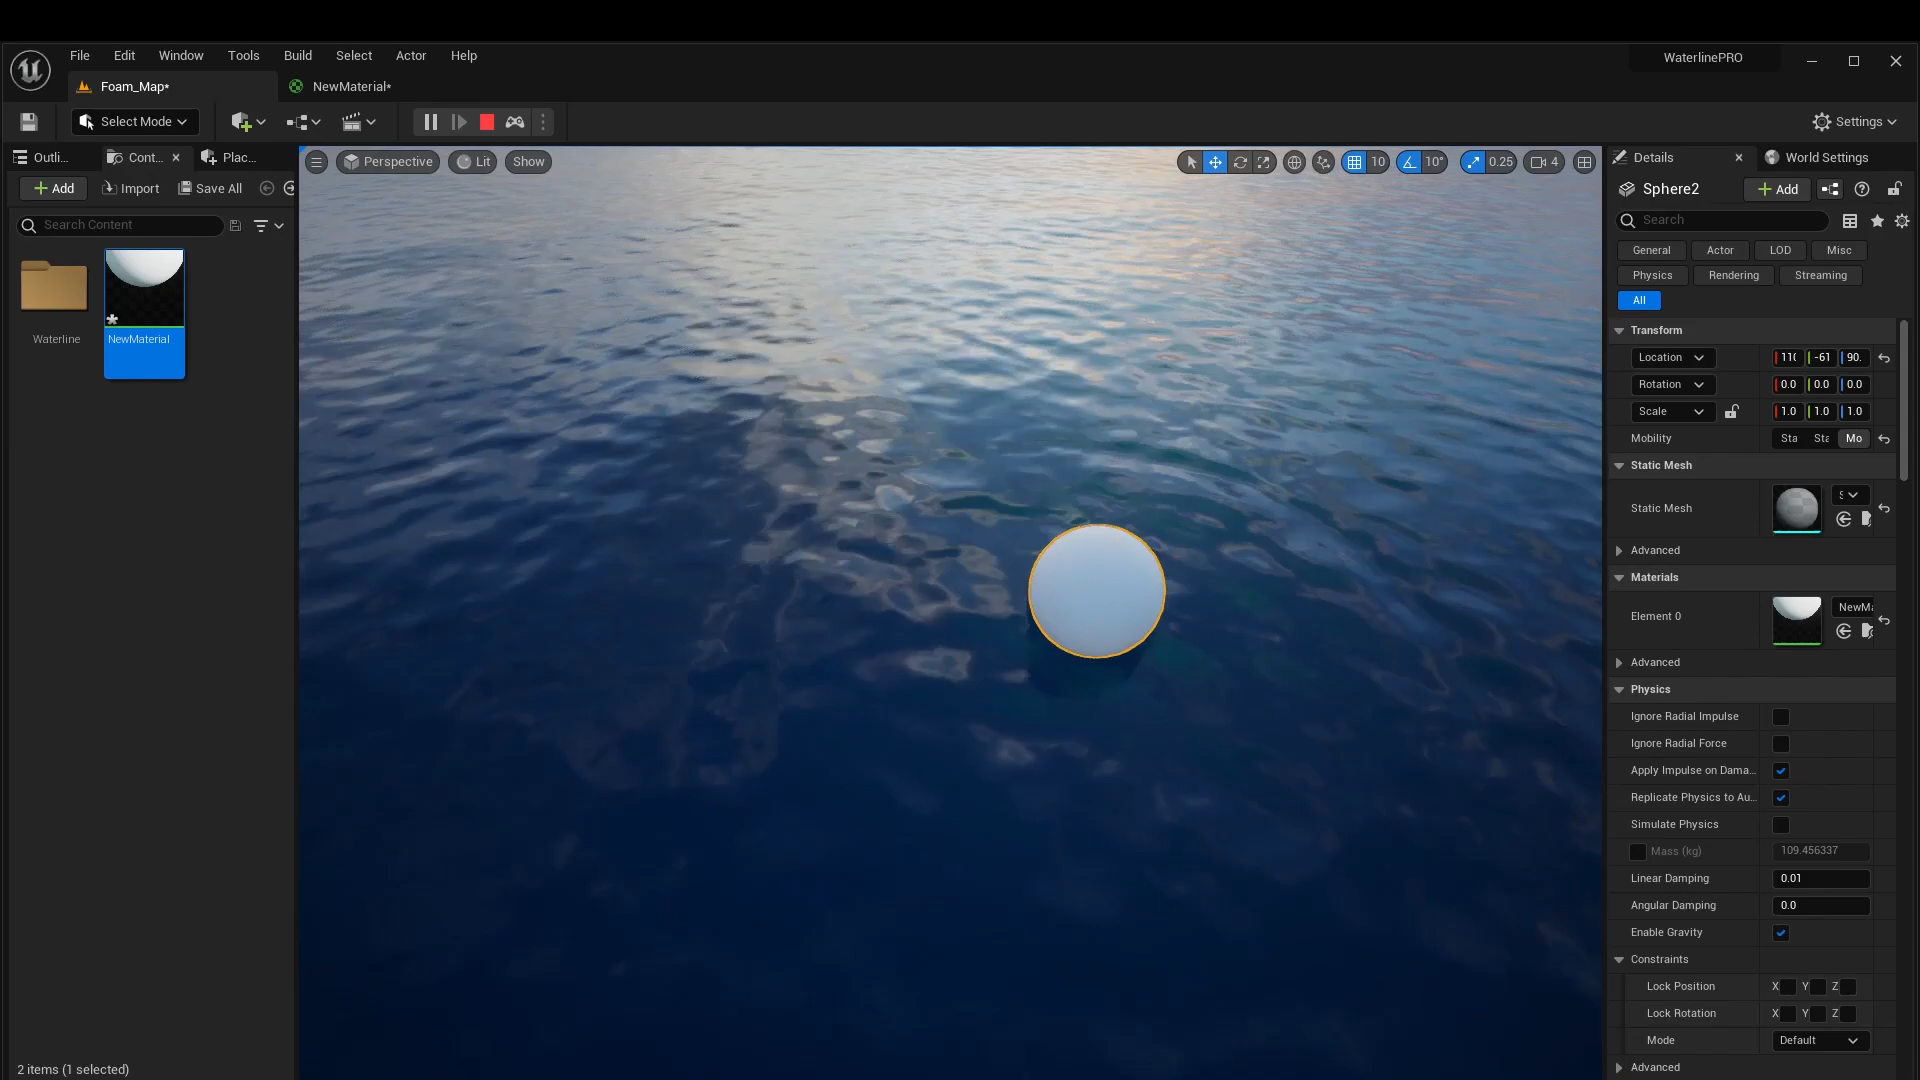 File Edit Window Tools Build Select Actor Help
WaterlinePRO
Foam_Map*
NewMaterial*
Select Mode
Settings
Outli...
Cont...
Plac...
Perspective
Lit
Show
10
10°
0.25
4
Details
World Settings
Add
Import
Save All
Sphere2
Add
Search Content
Search
General
Actor
LOD
Misc
Physics
Rendering
Streaming
All
Waterline
NewMaterial
Transform
Location
-61
90.
Rotation
0.0
0.0
0.0
Scale
1.0
1.0
1.0
Mobility
Sta
Sta
Mo
Static Mesh
Static Mesh
Advanced
Materials
Element 0
NewMa
Advanced
Physics
Ignore Radial Impulse
Ignore Radial Force
Apply Impulse on Dama...
Replicate Physics to Au...
Simulate Physics
Mass (kg)
109.456337
Linear Damping
0.01
Angular Damping
0.0
Enable Gravity
Constraints
Lock Position
X Y Z
Lock Rotation
X Y Z
Mode
Default
Advanced
2 items (1 selected)